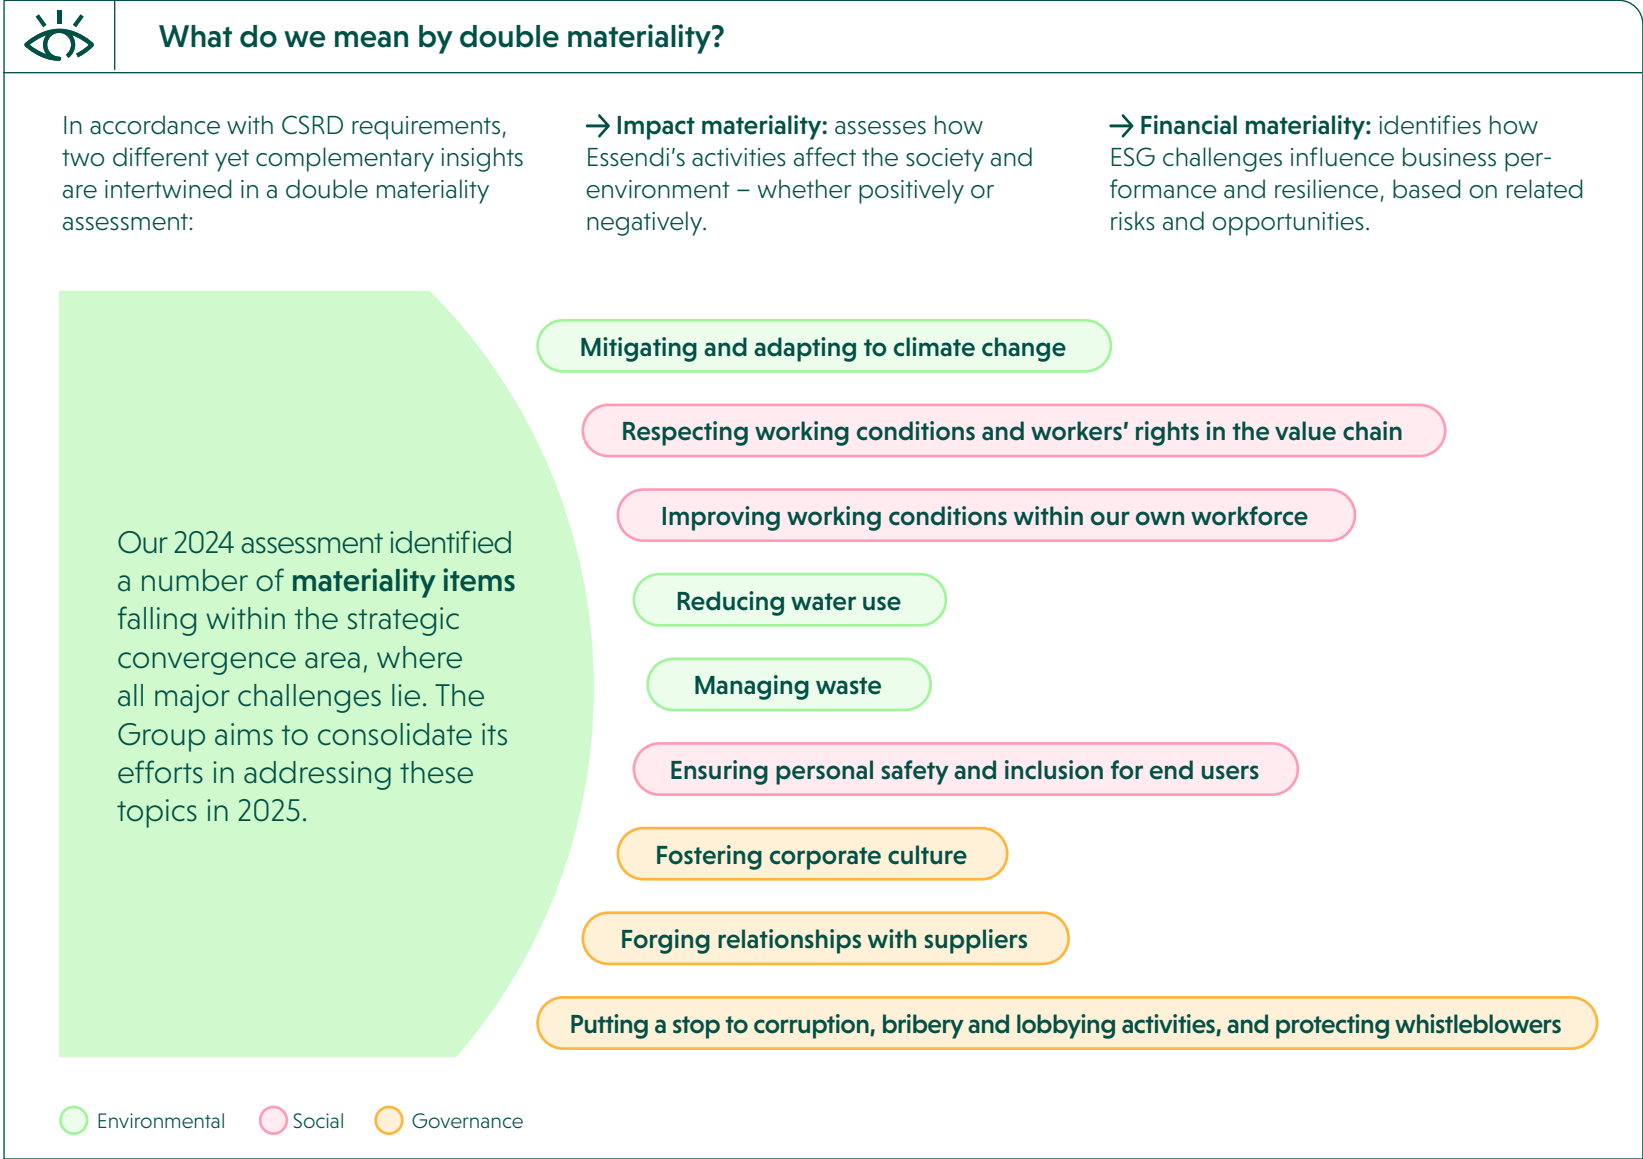 What do we mean by double materiality?
In accordance with CSRD requirements,
two different yet complementary insights
are intertwined in a double materiality
assessment:
→ Impact materiality: assesses how
Essendi's activities affect the society and
environment – whether positively or
negatively.
→ Financial materiality: identifies how
ESG challenges influence business per-
formance and resilience, based on related
risks and opportunities.
Our 2024 assessment identified
a number of materiality items
falling within the strategic
convergence area, where
all major challenges lie. The
Group aims to consolidate its
efforts in addressing these
topics in 2025.
Mitigating and adapting to climate change
Respecting working conditions and workers' rights in the value chain
Improving working conditions within our own workforce
Reducing water use
Managing waste
Ensuring personal safety and inclusion for end users
Fostering corporate culture
Forging relationships with suppliers
Putting a stop to corruption, bribery and lobbying activities, and protecting whistleblowers
Environmental
Social
Governance